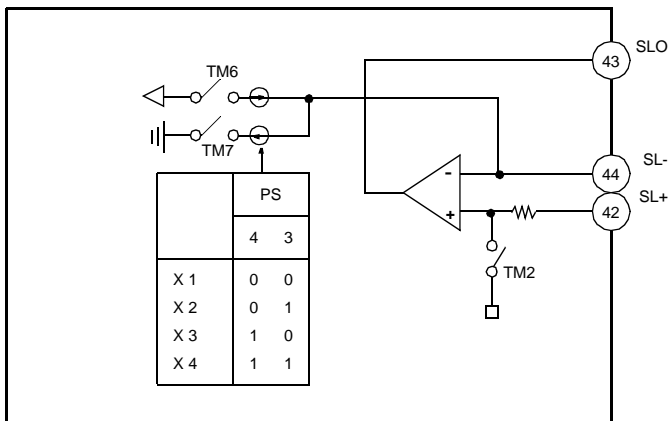 SLO
43
TM6
TM7
SL-
44
SL+
42
-
+
TM2
PS
4 3
X 1 0 0
X 2 0 1
X 3 1 0
X 4 1 1